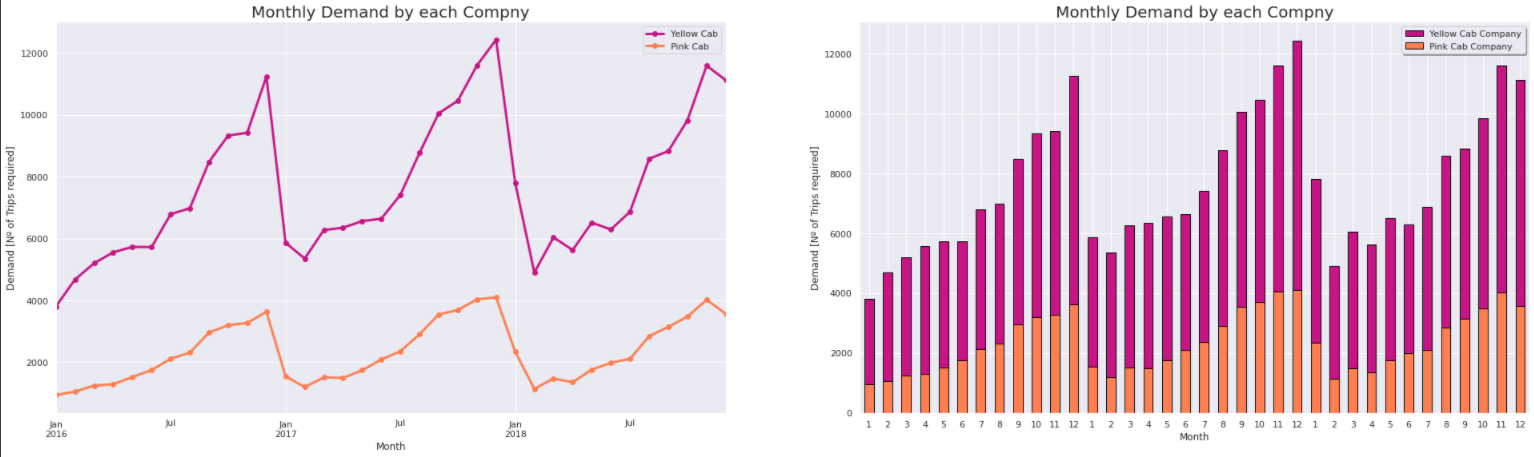 Monthly Demand by each Compny
Yellow Cab
Pink Cab
12000
10000
8000
6000
4000
2000
Demand [Nº of Trips required]
Jan Jul Jan Jul Jan Jul
2016 2017 2018
Month
Monthly Demand by each Compny
Yellow Cab Company
Pink Cab Company
12000
10000
8000
6000
4000
2000
0
Demand [Nº of Trips required]
1 2 3 4 5 6 7 8 9 10 11 12 1 2 3 4 5 6 7 8 9 10 11 12 1 2 3 4 5 6 7 8 9 10 11 12
Month